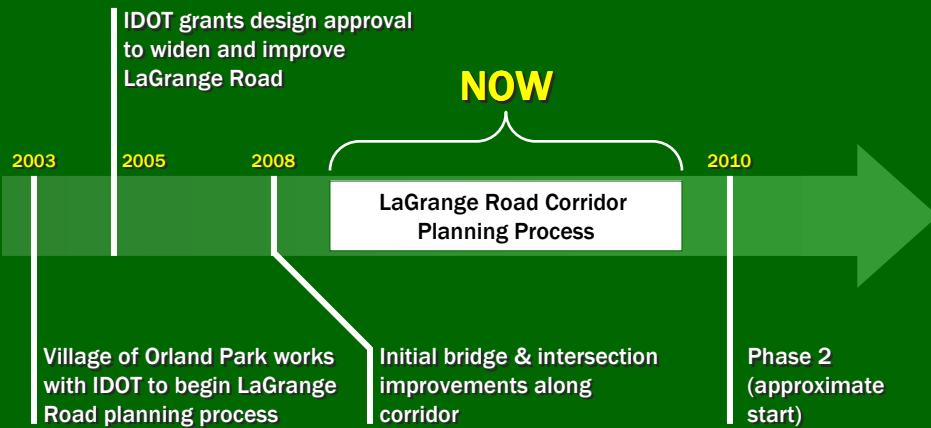 IDOT grants design approval
to widen and improve
LaGrange Road
NOW
2003
2005
2008
2010
LaGrange Road Corridor
Planning Process
Village of Orland Park works
with IDOT to begin LaGrange
Road planning process
Initial bridge & intersection
improvements along
corridor
Phase 2
(approximate
start)